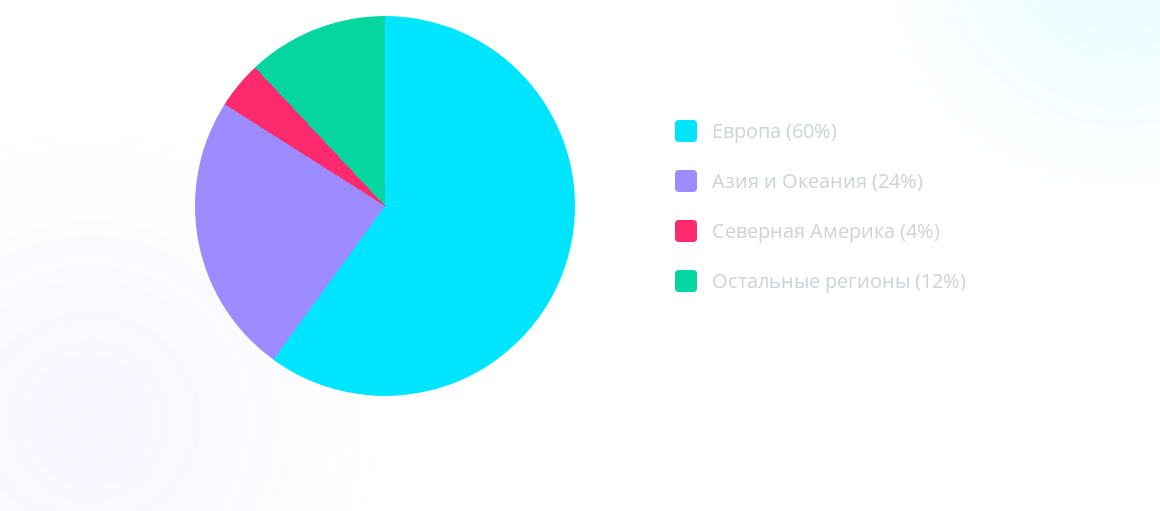 Европа (60%)
Азия и Океания (24%)
Северная Америка (4%)
Остальные регионы (12%)